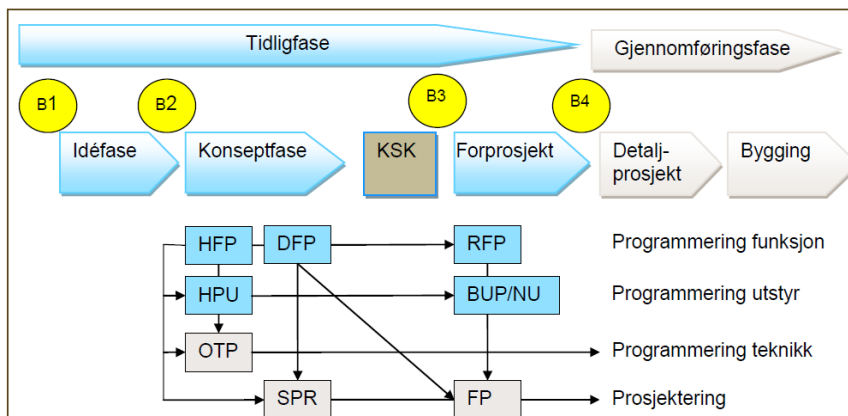 Tidligfase
Gjennomføringsfase
B1
B2
B3
B4
Idéfase
Konseptfase
KSK
Forprosjekt
Detalj-
prosjekt
Bygging
HFP
DFP
RFP
Programmering funksjon
HPU
BUP/NU
Programmering utstyr
OTP
Programmering teknikk
SPR
FP
Prosjektering